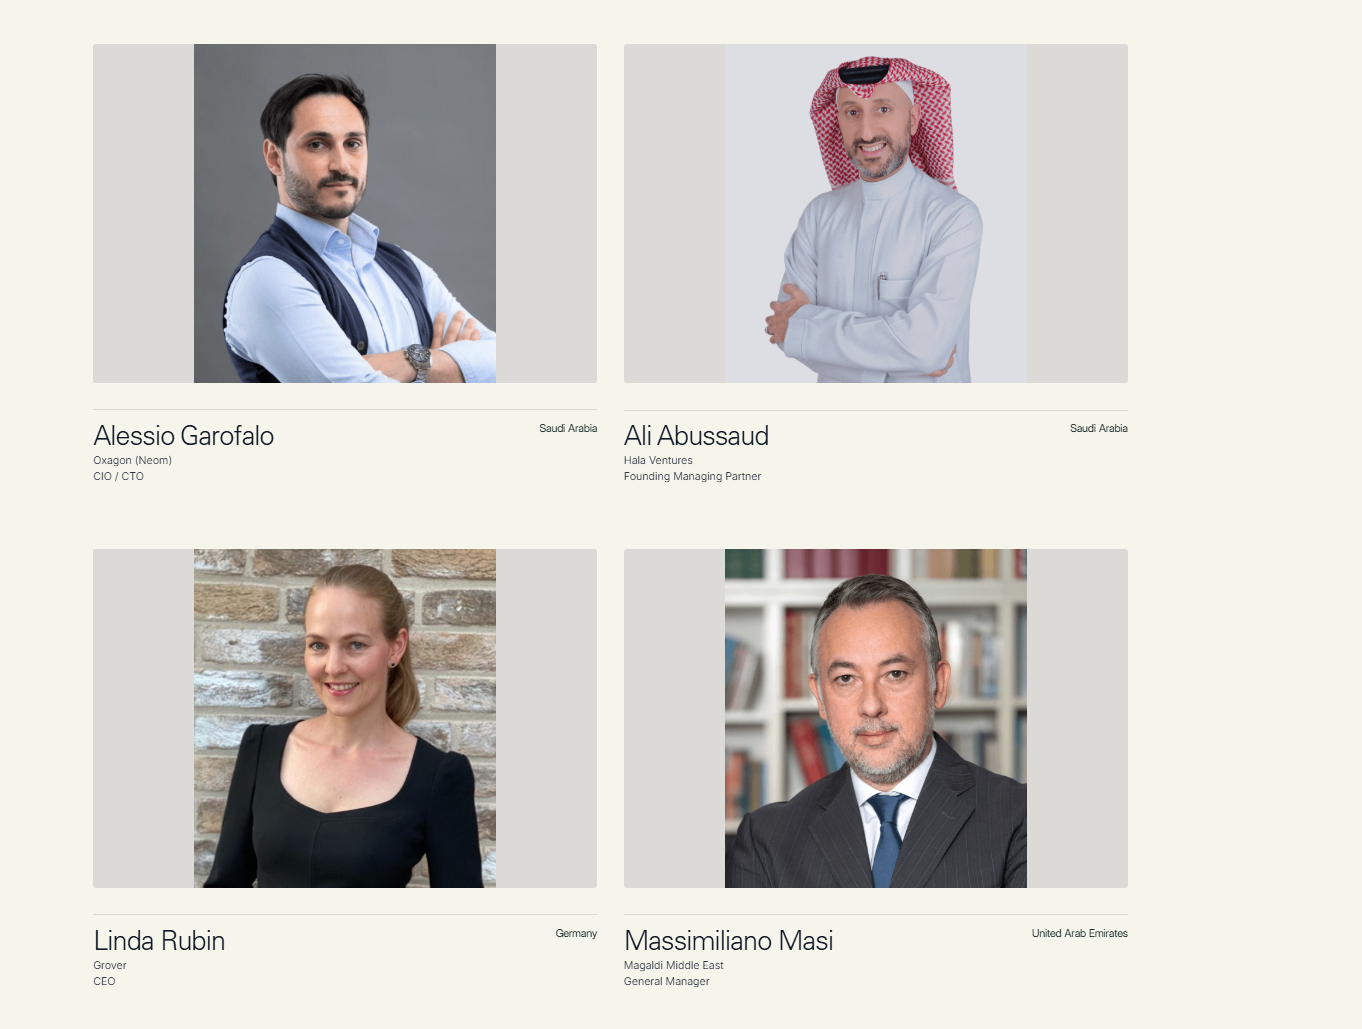 Alessio Garofalo
Saudi Arabia
Oxagon (Neom)
CIO / CTO
Ali Abussaud
Saudi Arabia
Hala Ventures
Founding Managing Partner
Linda Rubin
Germany
Grover
CEO
Massimiliano Masi
United Arab Emirates
Magaldi Middle East
General Manager